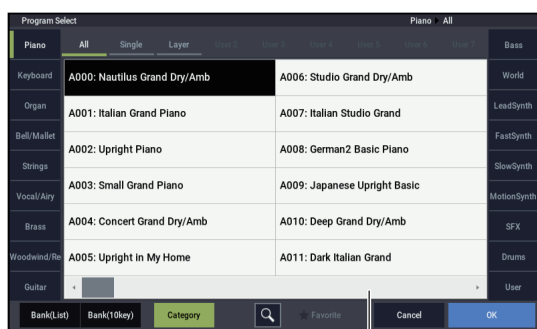 Program Select
Piano All
Piano
All Single Layer User 2 User 3 User 4 User 5 User 6 User 7
Bass
Keyboard
A000: Nautilus Grand Dry/Amb
A006: Studio Grand Dry/Amb
World
Organ
A001: Italian Grand Piano
A007: Italian Studio Grand
LeadSynth
Bell/Mallet
A002: Upright Piano
A008: German2 Basic Piano
FastSynth
Strings
A003: Small Grand Piano
A009: Japanese Upright Basic
SlowSynth
Vocal/Airy
MotionSynth
Brass
A004: Concert Grand Dry/Amb
A010: Deep Grand Dry/Amb
SFX
Woodwind/Re
A005: Upright in My Home
A011: Dark Italian Grand
Drums
Guitar
User
Bank(List) Bank(10key) Category Favorite Cancel OK